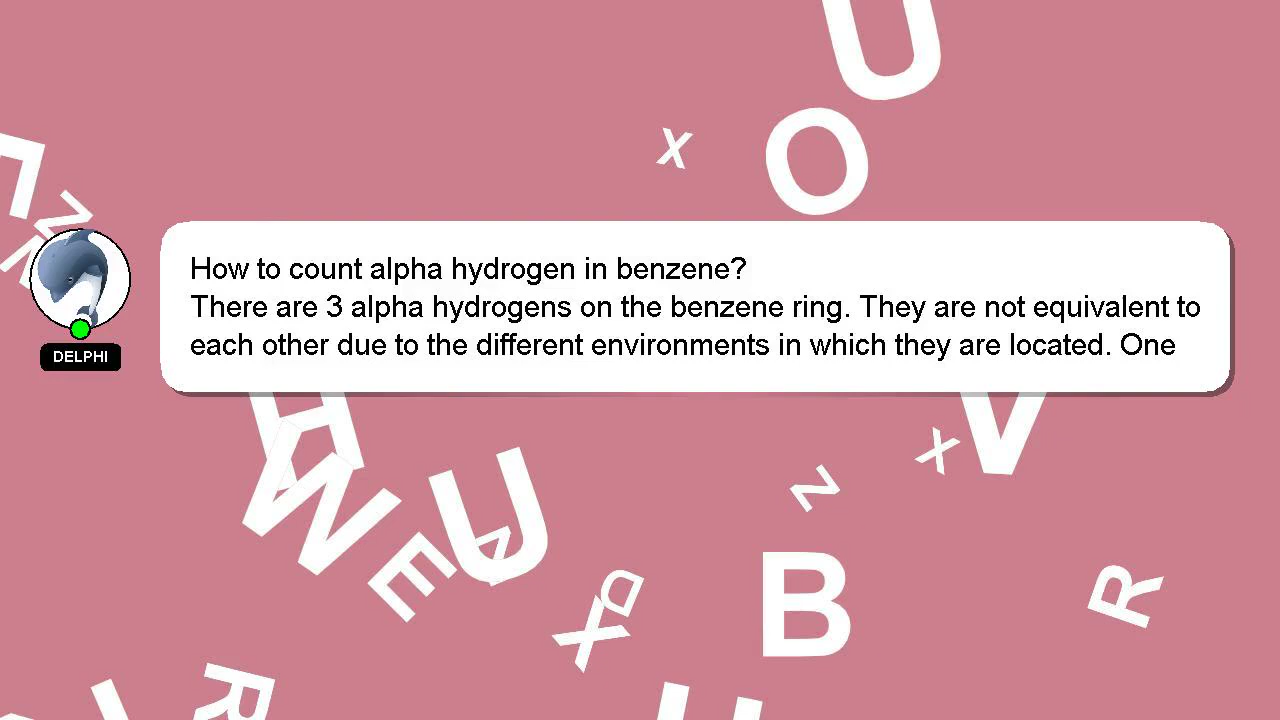 U
O
X
L
Z
N
How to count alpha hydrogen in benzene?
There are 3 alpha hydrogens on the benzene ring. They are not equivalent to
each other due to the different environments in which they are located. One
DELPHI
H
V
W
U
X
Z
E
B
D
X
R
R